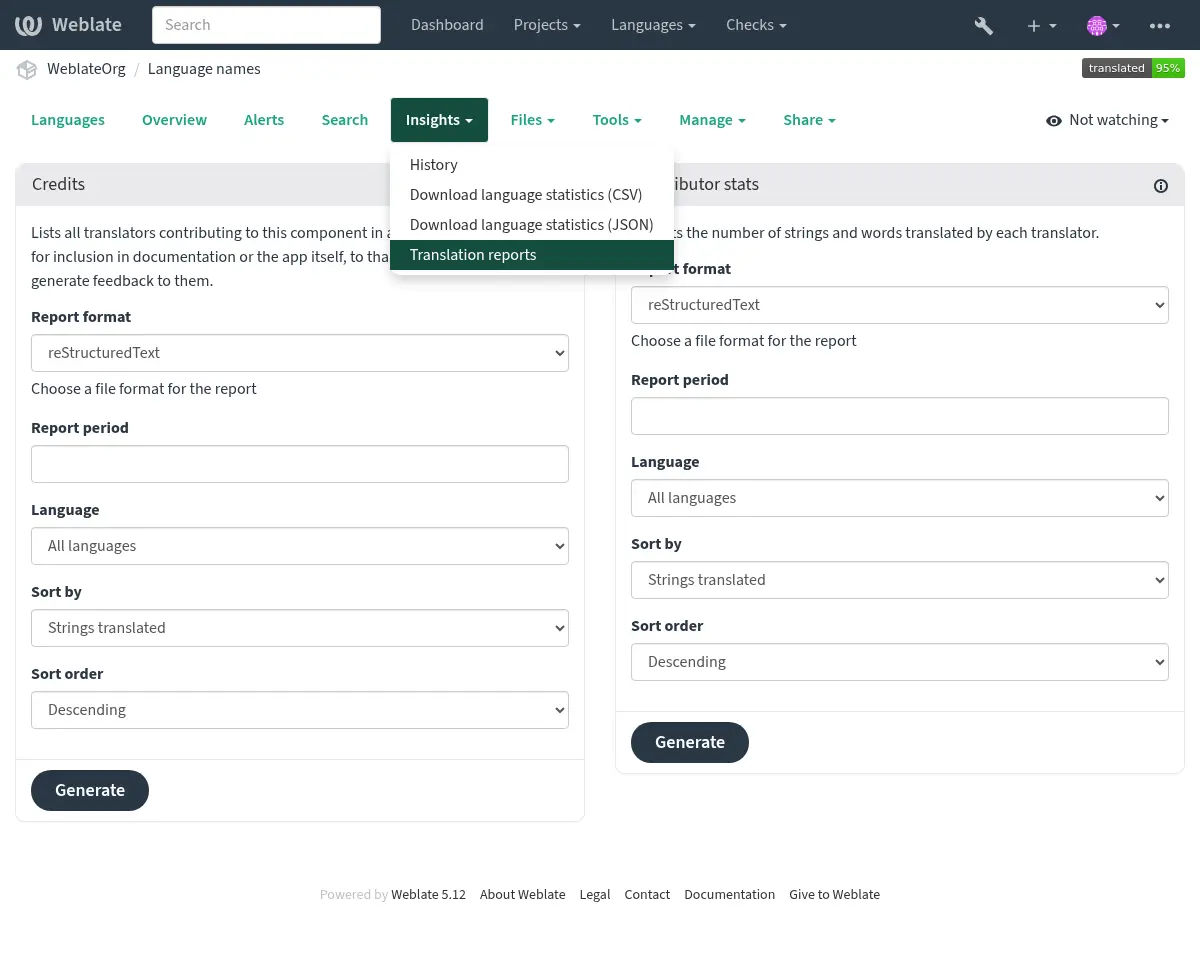 Weblate
Search
Dashboard
Projects
Languages
Checks
WeblateOrg / Language names
translated 95%
Languages
Overview
Alerts
Search
Insights
Files
Tools
Manage
Share
Not watching
History
Download language statistics (CSV)
Download language statistics (JSON)
Translation reports
Credits
Lists all translators contributing to this component in a
for inclusion in documentation or the app itself, to tha
generate feedback to them.
Report format
reStructuredText
Choose a file format for the report
Report period
Language
All languages
Sort by
Strings translated
Sort order
Descending
Generate
ibutor stats
ts the number of strings and words translated by each translator.
rt format
reStructuredText
Choose a file format for the report
Report period
Language
All languages
Sort by
Strings translated
Sort order
Descending
Generate
Powered by Weblate 5.12
About Weblate
Legal
Contact
Documentation
Give to Weblate